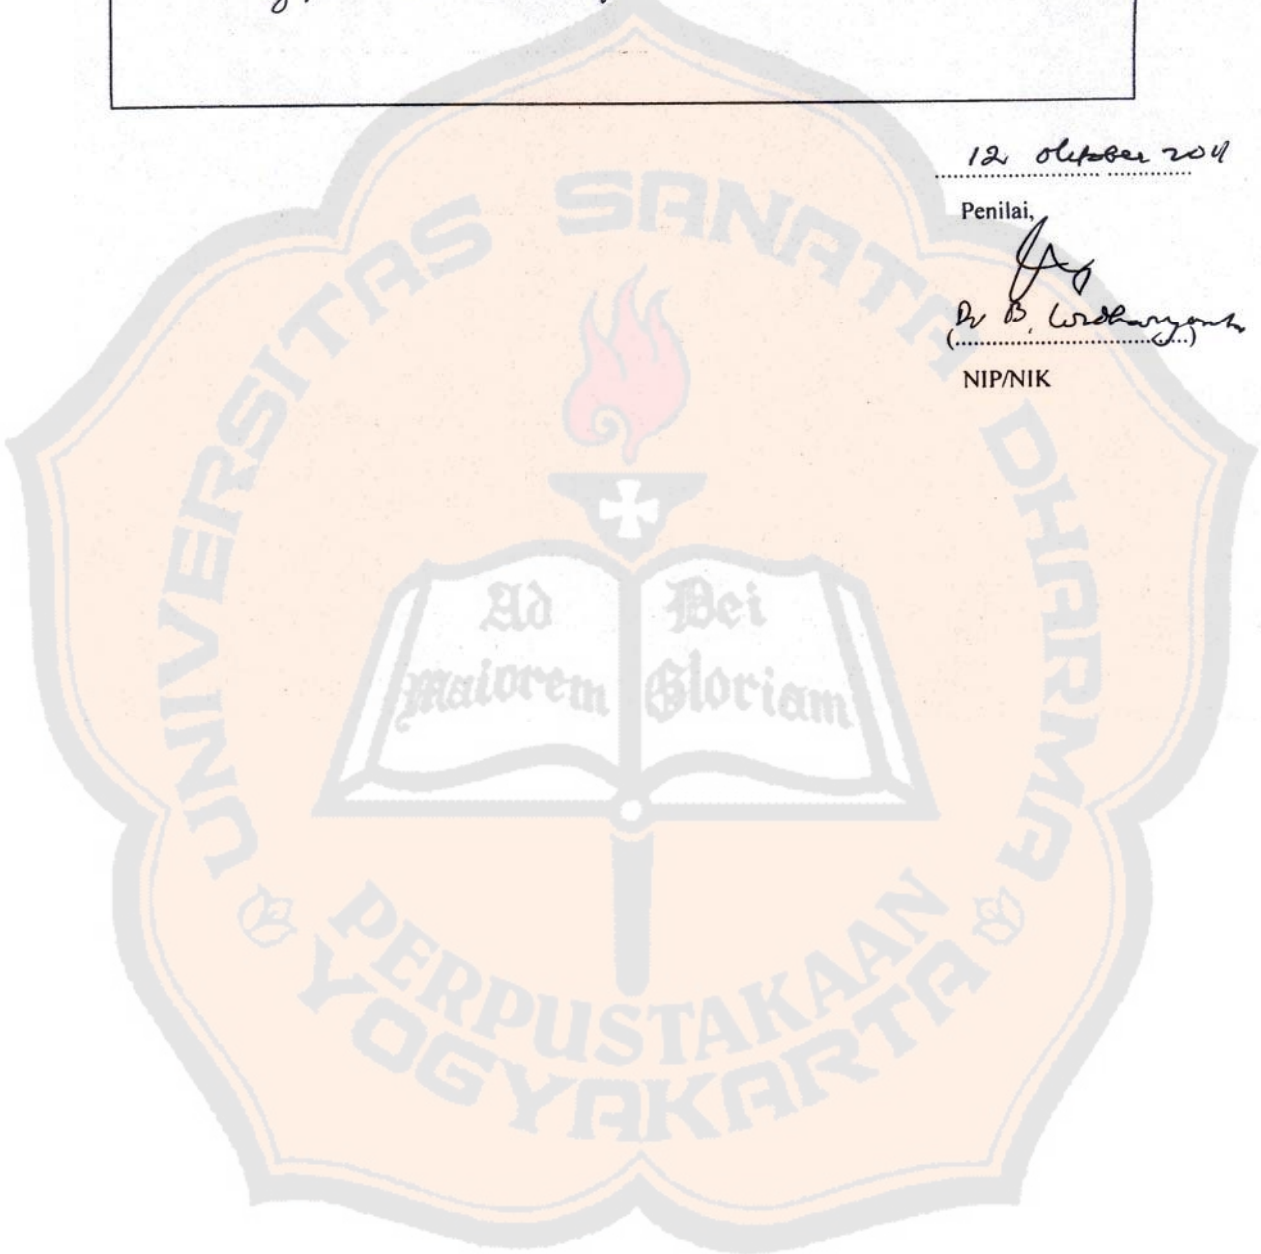 12 Oktober 2011
Penilai,
Dr B. Widharyanto
(........................................)
NIP/NIK
UNIVERSITAS SANATA DHARMA
Ad
Dei
maiorem
Gloriam
PERPUSTAKAAN
YOGYAKARTA